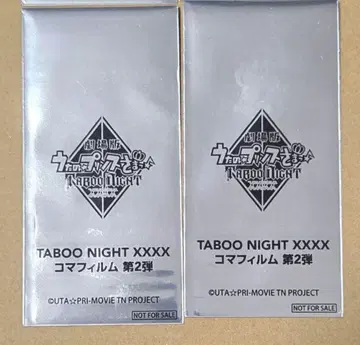 劇場版
うたの☆プリンスさまっ♪
TABOO NIGHT
TABOO NIGHT XXXX
コマフィルム 第2弾
©UTA☆PRI-MOVIE TN PROJECT
NOT FOR SALE
劇場版
うたの☆プリンスさまっ♪
TABOO NIGHT
TABOO NIGHT XXXX
コマフィルム 第2弾
©UTA☆PRI-MOVIE TN PROJECT
NOT FOR SALE